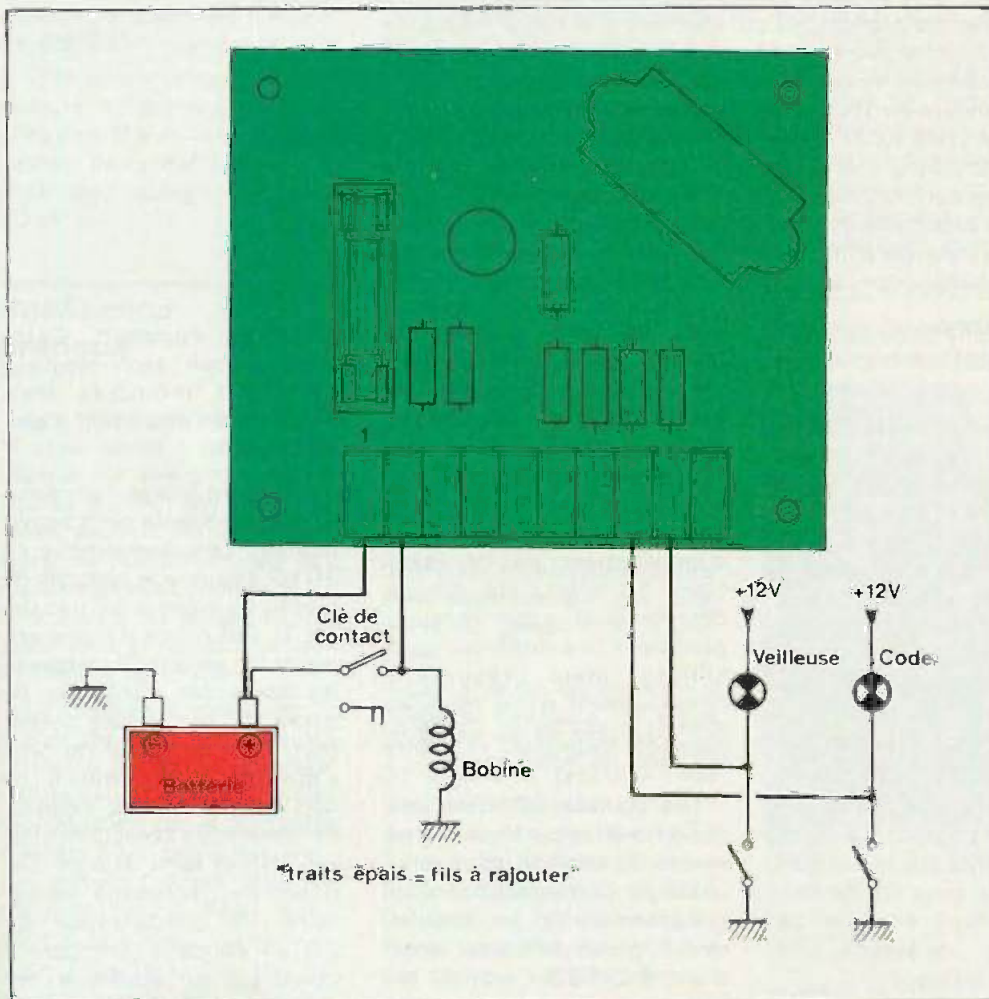 1
Clé de
contact
+12V
+12V
Veilleuse
Code
Batterie
Bobine
"traits épais = fils à rajouter"